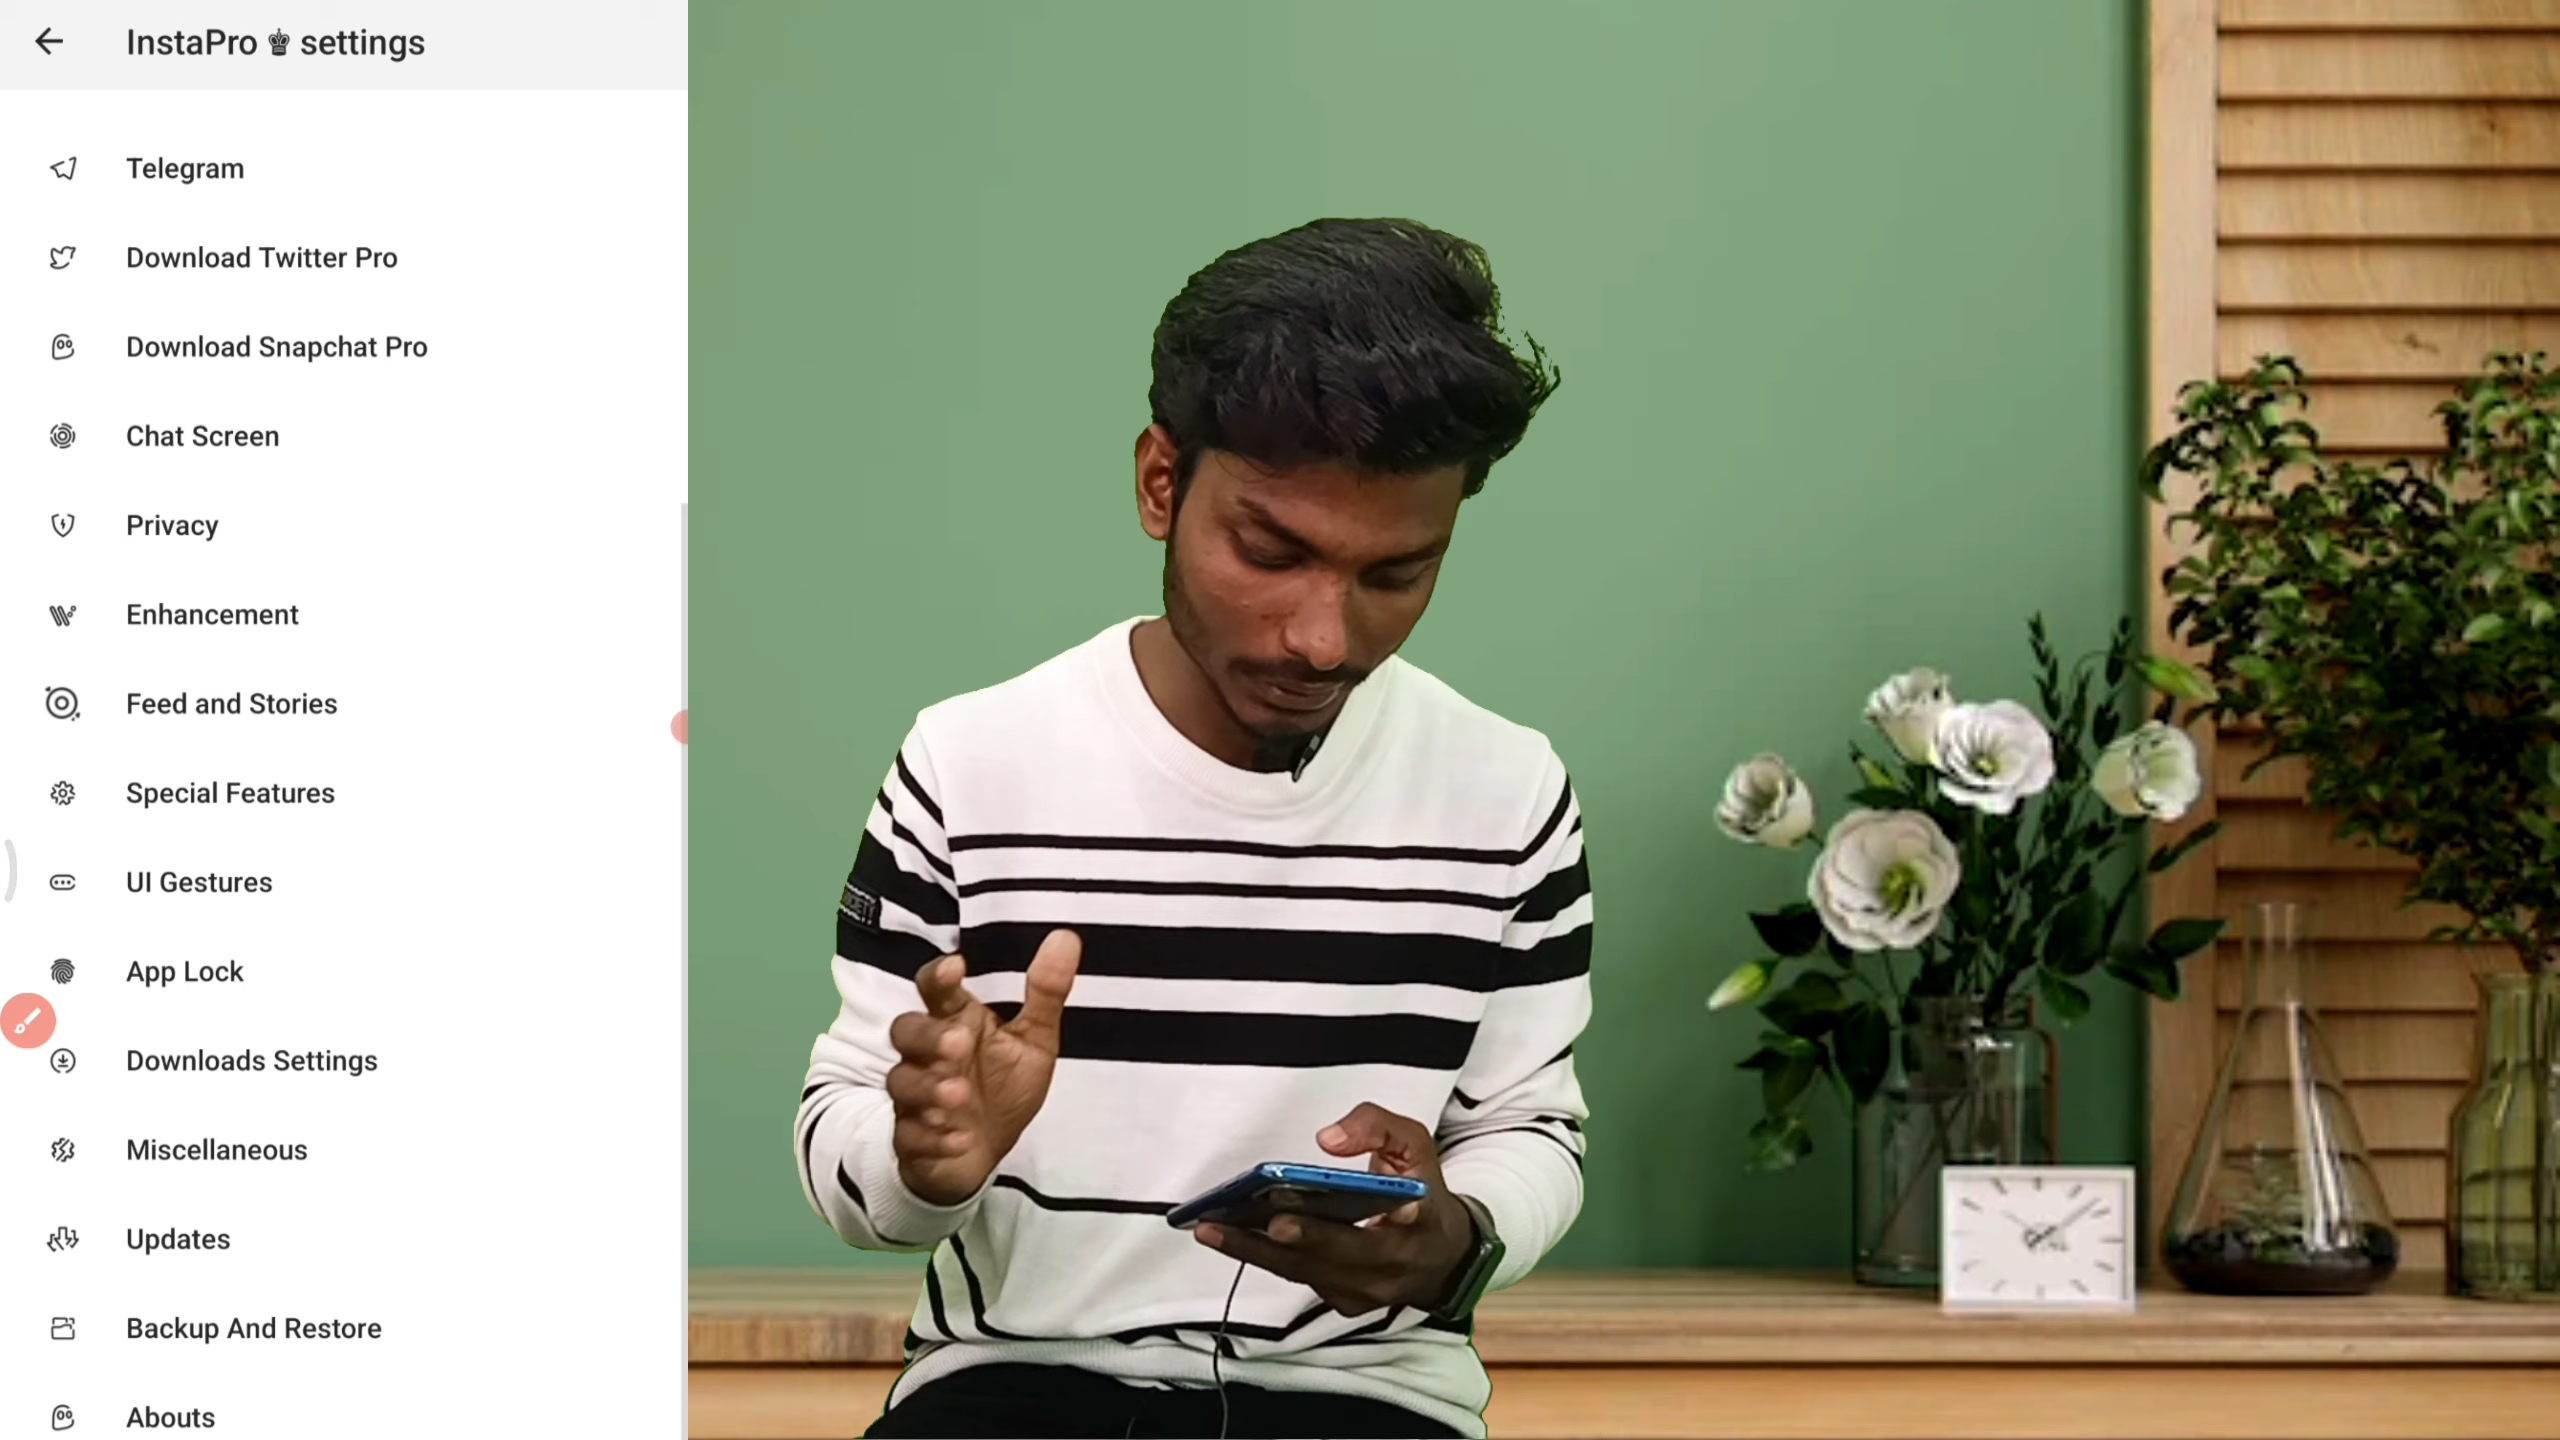 InstaPro ♚ settings
Telegram
Download Twitter Pro
Download Snapchat Pro
Chat Screen
Privacy
Enhancement
Feed and Stories
Special Features
UI Gestures
App Lock
Downloads Settings
Miscellaneous
Updates
Backup And Restore
Abouts